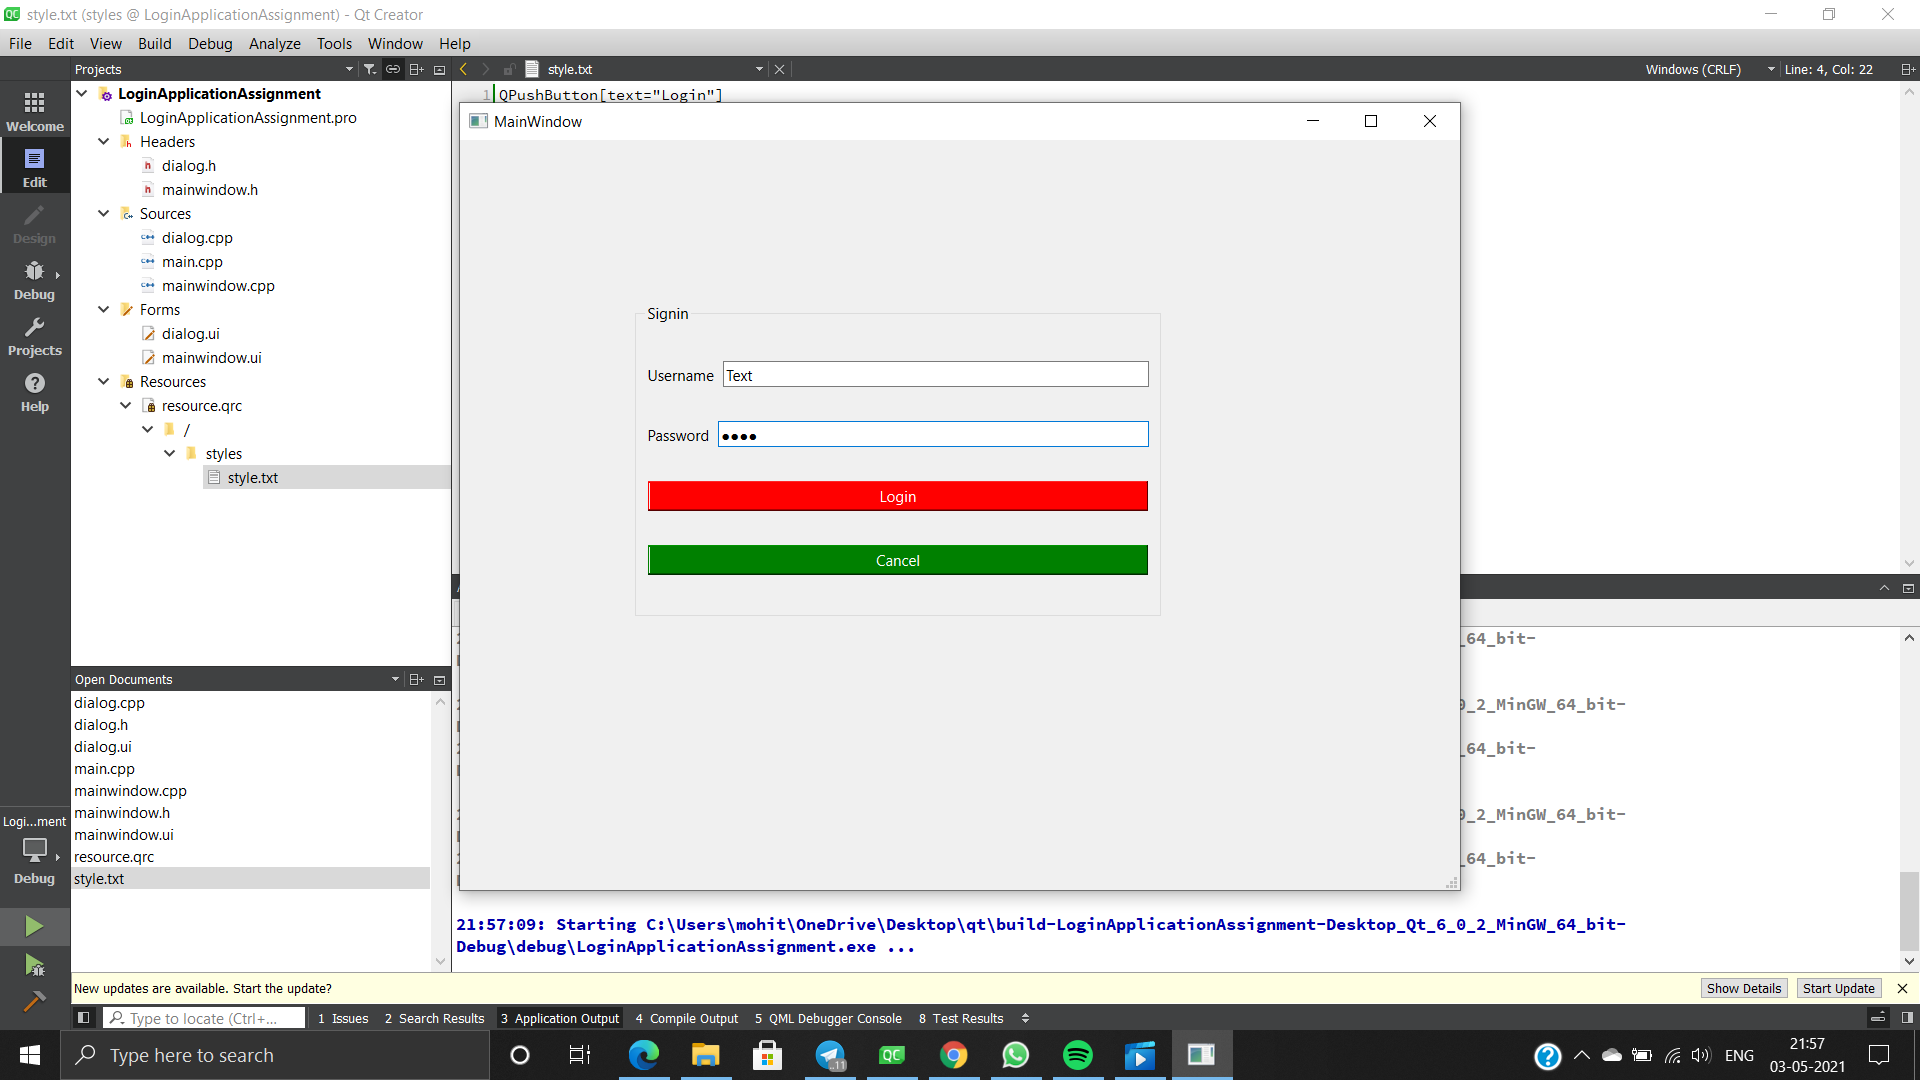 style.txt (styles @ LoginApplicationAssignment) - Qt Creator
File Edit View Build Debug Analyze Tools Window Help
Projects
style.txt
Windows (CRLF)
Line: 4, Col: 22
Welcome
Edit
Design
Debug
Projects
Help
LoginApplicationAssignment
LoginApplicationAssignment.pro
Headers
dialog.h
mainwindow.h
Sources
dialog.cpp
main.cpp
mainwindow.cpp
Forms
dialog.ui
mainwindow.ui
Resources
resource.qrc
/
styles
style.txt
1 QPushButton[text="Login"]
MainWindow
Signin
Username Text
Password ●●●●
Login
Cancel
Open Documents
dialog.cpp
dialog.h
dialog.ui
main.cpp
mainwindow.cpp
mainwindow.h
mainwindow.ui
resource.qrc
style.txt
Logi...ment
Debug
_64_bit-
_2_MinGW_64_bit-
_64_bit-
_2_MinGW_64_bit-
_64_bit-
21:57:09: Starting C:\Users\mohit\OneDrive\Desktop\qt\build-LoginApplicationAssignment-Desktop_Qt_6_0_2_MinGW_64_bit-
Debug\debug\LoginApplicationAssignment.exe ...
New updates are available. Start the update?
Show Details
Start Update
Type to locate (Ctrl+...
1 Issues 2 Search Results 3 Application Output 4 Compile Output 5 QML Debugger Console 8 Test Results
Type here to search
11
QC
ENG
21:57
03-05-2021